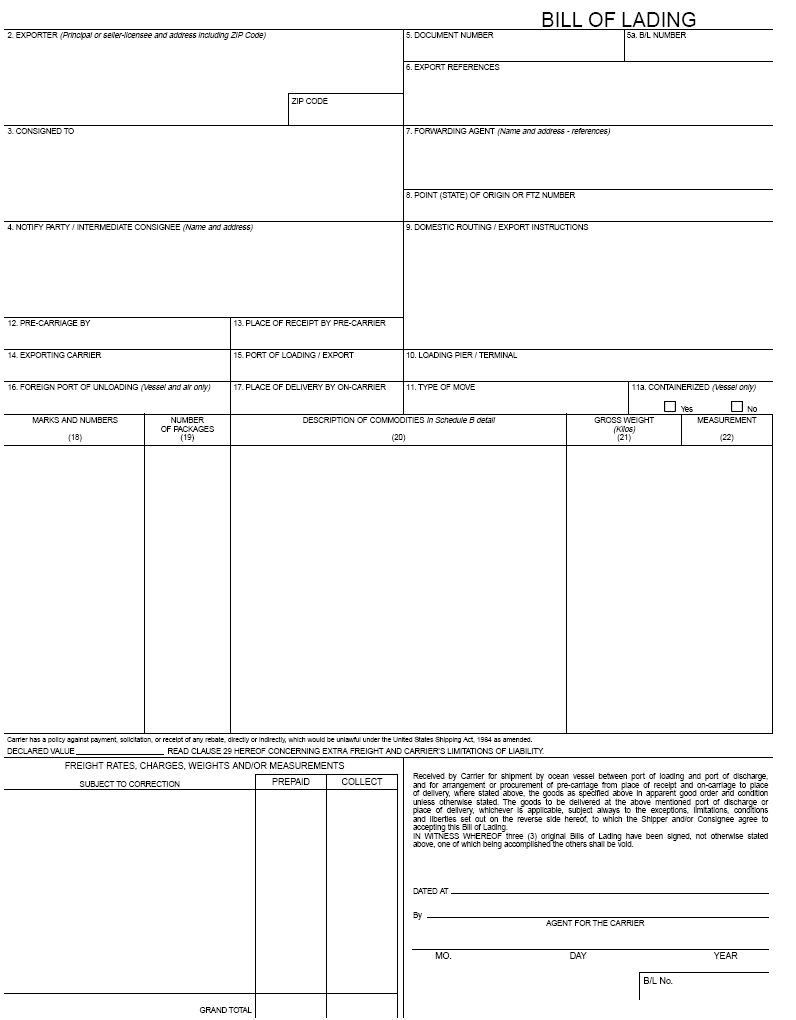 BILL OF LADING
2. EXPORTER (Principal or seller-licensee and address including ZIP Code)
5. DOCUMENT NUMBER
5a. B/L NUMBER
6. EXPORT REFERENCES
ZIP CODE
3. CONSIGNED TO
7. FORWARDING AGENT (Name and address - references)
8. POINT (STATE) OF ORIGIN OR FTZ NUMBER
4. NOTIFY PARTY / INTERMEDIATE CONSIGNEE (Name and address)
9. DOMESTIC ROUTING / EXPORT INSTRUCTIONS
12. PRE-CARRIAGE BY
13. PLACE OF RECEIPT BY PRE-CARRIER
14. EXPORTING CARRIER
15. PORT OF LOADING / EXPORT
10. LOADING PIER / TERMINAL
16. FOREIGN PORT OF UNLOADING (Vessel and air only)
17. PLACE OF DELIVERY BY ON-CARRIER
11. TYPE OF MOVE
11a. CONTAINERIZED (Vessel only)
Yes
No
MARKS AND NUMBERS
(18)
NUMBER
OF PACKAGES
(19)
DESCRIPTION OF COMMODITIES in Schedule B detail
(20)
GROSS WEIGHT
(Kilos)
(21)
MEASUREMENT
(22)
Carrier has a policy against payment, solicitation, or receipt of any rebate, directly or indirectly, which would be unlawful under the United States Shipping Act, 1984 as amended.
DECLARED VALUE ____________________ READ CLAUSE 29 HEREOF CONCERNING EXTRA FREIGHT AND CARRIER'S LIMITATIONS OF LIABILITY.
FREIGHT RATES, CHARGES, WEIGHTS AND/OR MEASUREMENTS
SUBJECT TO CORRECTION
PREPAID
COLLECT
GRAND TOTAL
Received by Carrier for shipment by ocean vessel between port of loading and port of discharge,
and for arrangement or procurement of pre-carriage from place of receipt and on-carriage to place
of delivery, where stated above, the goods as specified above in apparent good order and condition
unless otherwise stated. The goods to be delivered at the above mentioned port of discharge or
place of delivery, whichever is applicable, subject always to the exceptions, limitations, conditions
and liberties set out on the reverse side hereof, to which the Shipper and/or Consignee agree to
accepting this Bill of Lading.
IN WITNESS WHEREOF three (3) original Bills of Lading have been signed, not otherwise stated
above, one of which being accomplished the others shall be void.
DATED AT
By
AGENT FOR THE CARRIER
MO.
DAY
YEAR
B/L No.